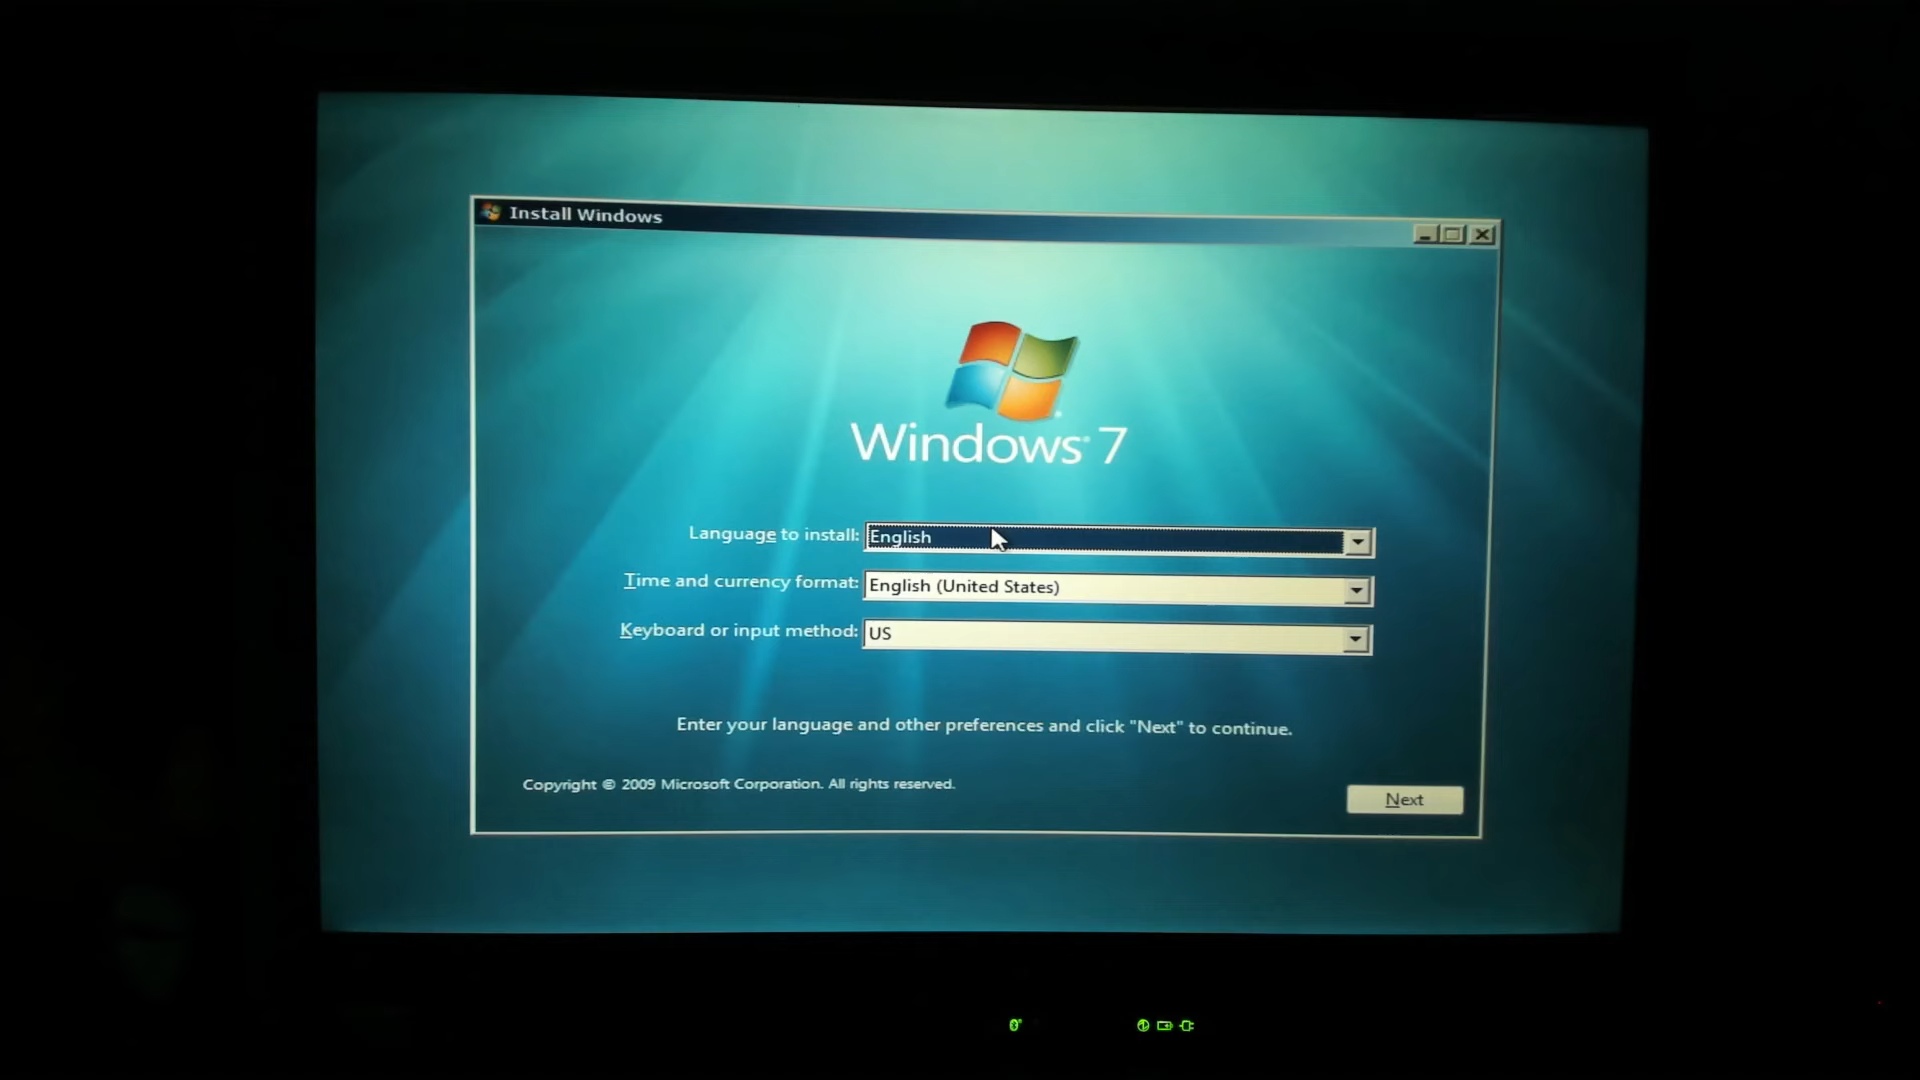 Install Windows
Windows® 7
Language to install: English
Time and currency format: English (United States)
Keyboard or input method: US
Enter your language and other preferences and click "Next" to continue.
Copyright © 2009 Microsoft Corporation. All rights reserved.
Next